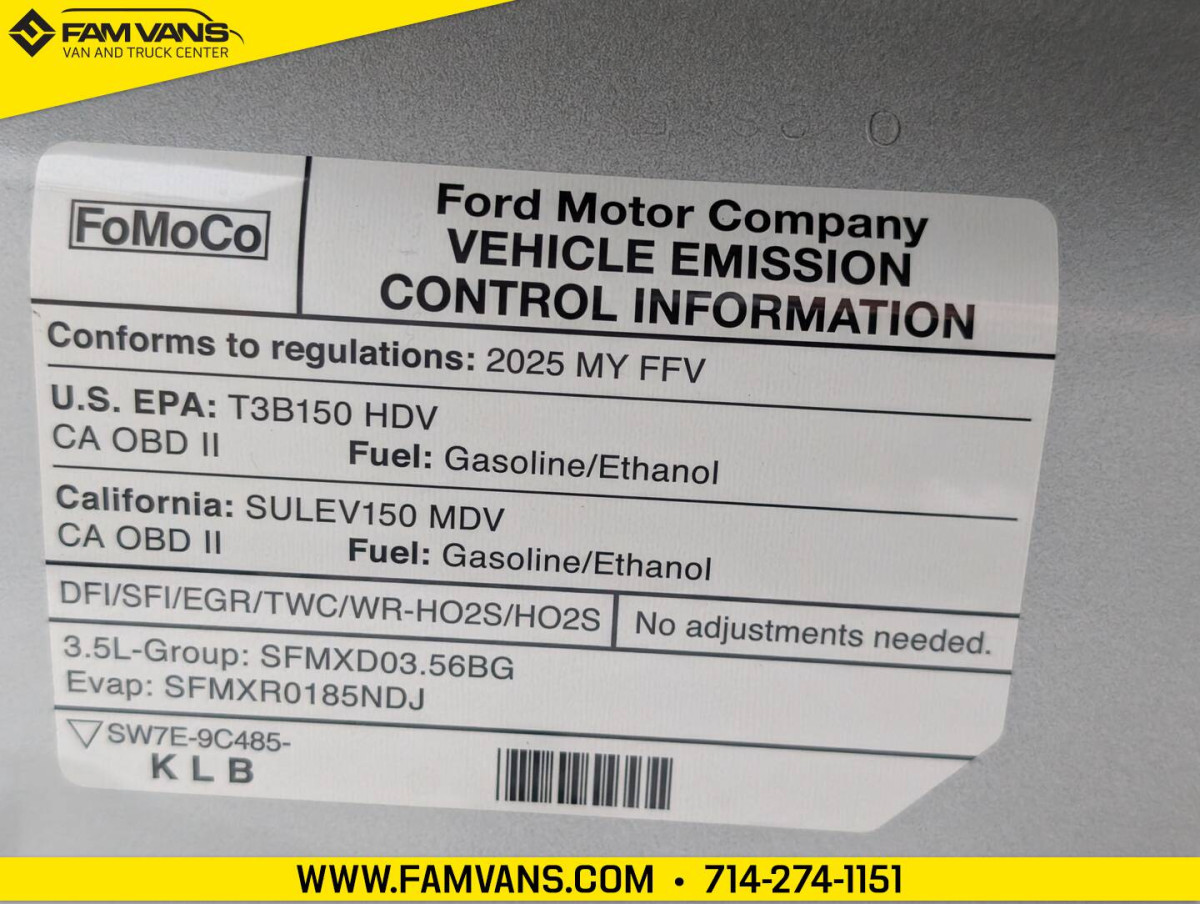 FAM VANS
VAN AND TRUCK CENTER
FoMoCo
Ford Motor Company
VEHICLE EMISSION
CONTROL INFORMATION
Conforms to regulations: 2025 MY FFV
U.S. EPA: T3B150 HDV
CA OBD II Fuel: Gasoline/Ethanol
California: SULEV150 MDV
CA OBD II Fuel: Gasoline/Ethanol
DFI/SFI/EGR/TWC/WR-HO2S/HO2S No adjustments needed.
3.5L-Group: SFMXD03.56BG
Evap: SFMXR0185NDJ
SW7E-9C485-
K L B
WWW.FAMVANS.COM • 714-274-1151